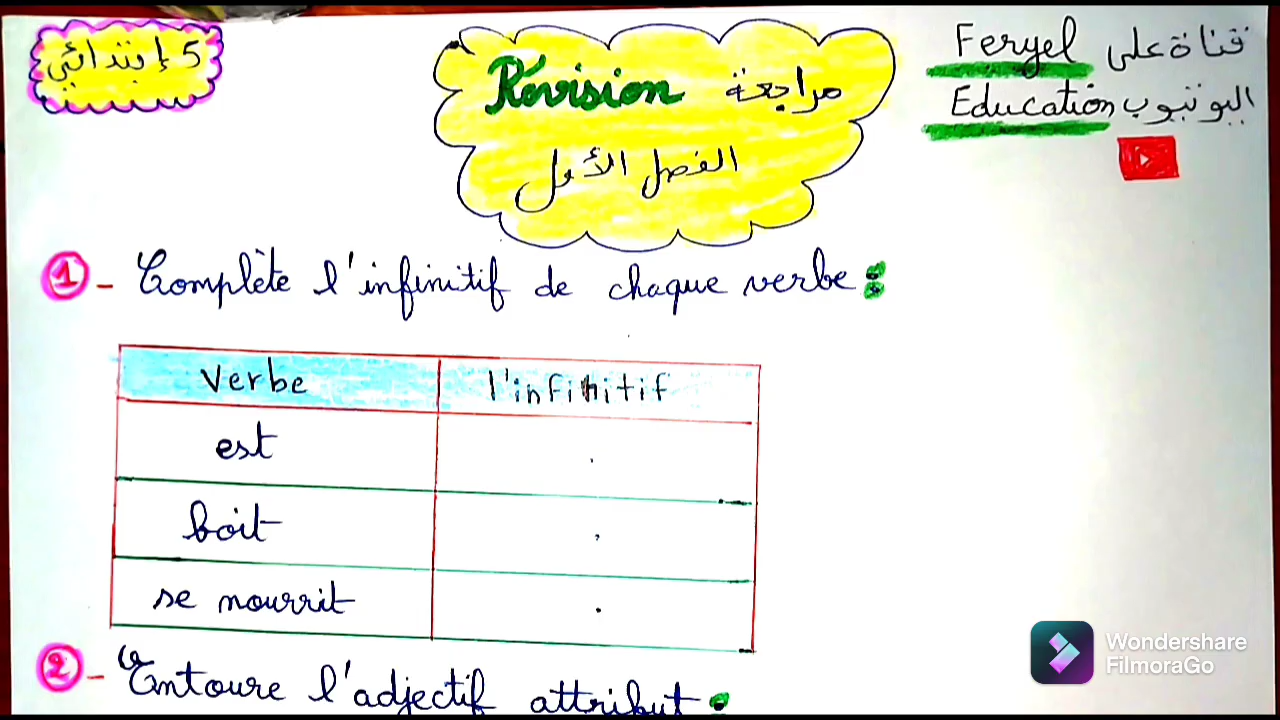 5 إبتدائي
Révision مراجعة
الفصل الأول
قناة على Feryel
اليوتيوب Education
1 - Complète l'infinitif de chaque verbe :
Verbe | l'infinitif
est
boit
se nourrit
2 - Entoure l'adjectif attribut :
Wondershare
FilmoraGo